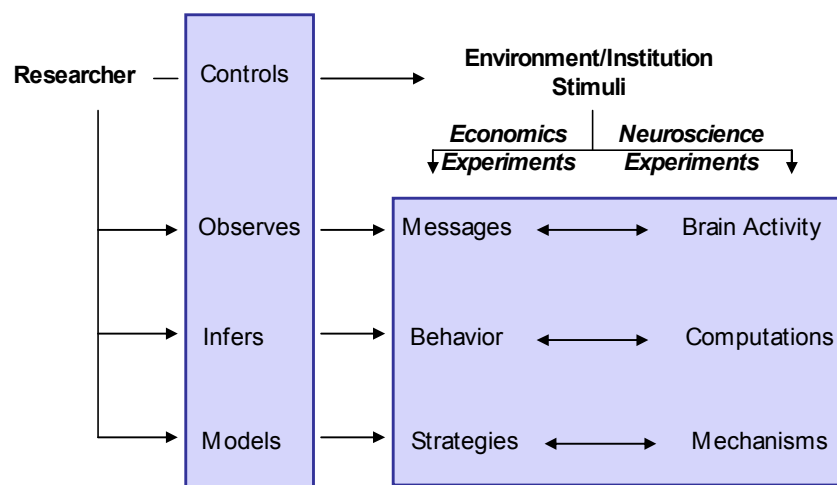 Researcher
Controls
Environment/Institution
Stimuli
Economics
Experiments
Neuroscience
Experiments
Observes
Messages
Brain Activity
Infers
Behavior
Computations
Models
Strategies
Mechanisms